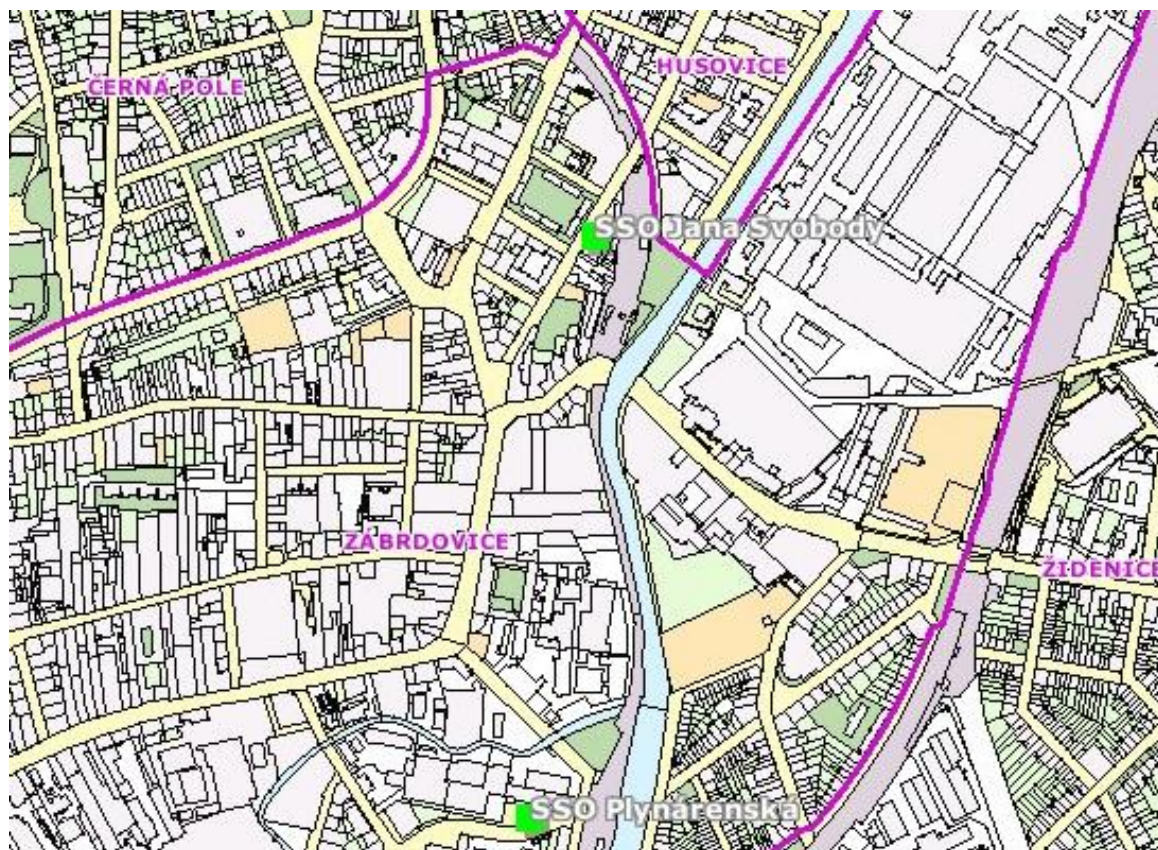 HUSOVICE
ČERNÁ POLE
SSO Jana Svobody
ZÁBRDOVICE
ŽIDENICE
SSO Plynárenská